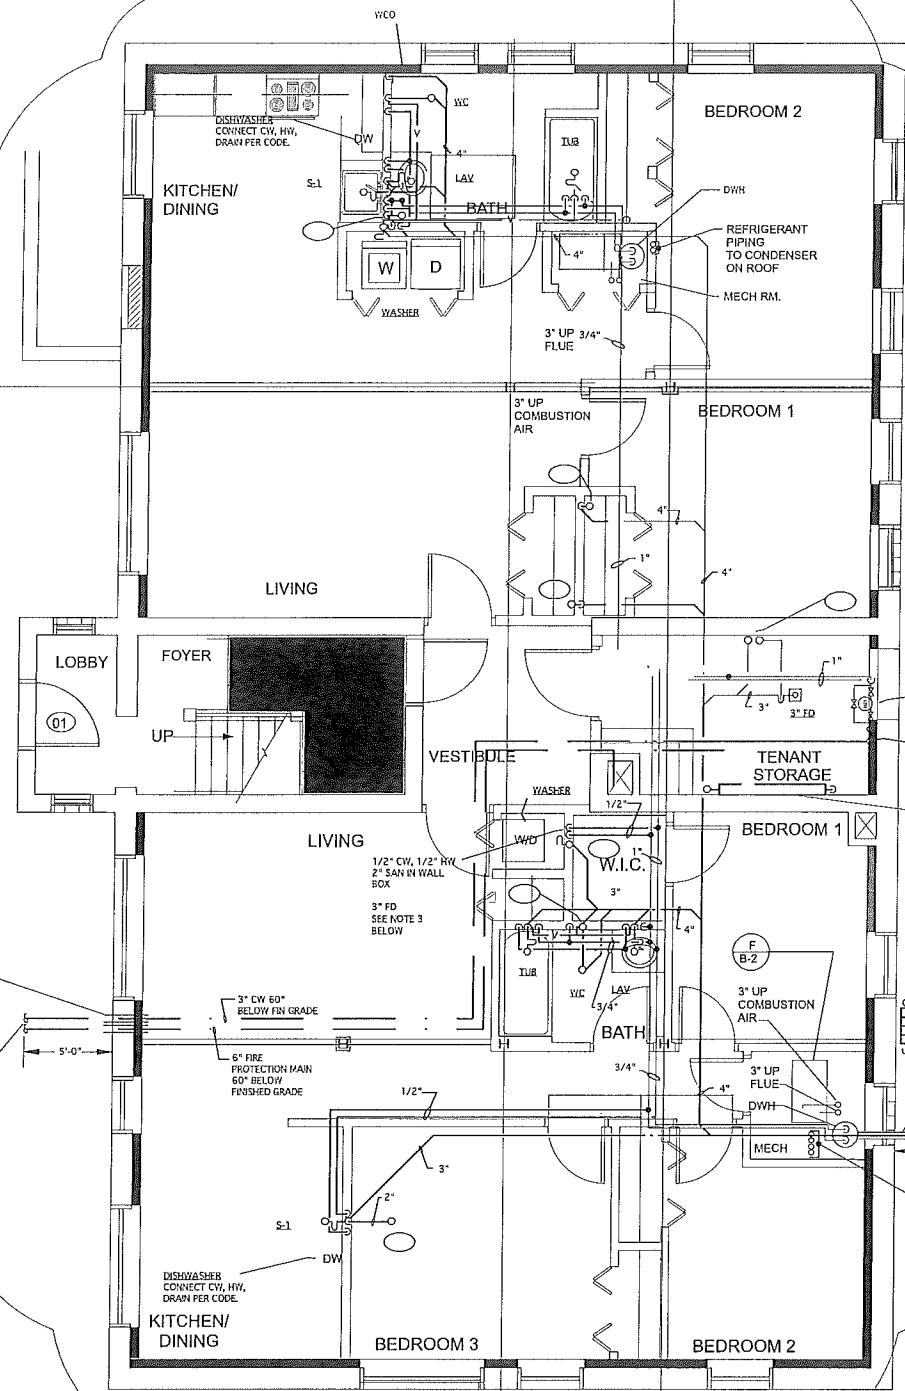 WCO
WC
BEDROOM 2
DISHWASHER
CONNECT CW, HW,
DRAIN PER CODE.
DW
V
4"
TUB
S-1
LAV
KITCHEN/
DINING
BATH
DWH
REFRIGERANT
PIPING
TO CONDENSER
ON ROOF
4"
W
D
MECH RM.
WASHER
3" UP
FLUE
3/4"
3" UP
COMBUSTION
AIR
BEDROOM 1
4"
1"
4"
LIVING
LOBBY
FOYER
1"
01
3"
3" FD
UP
VESTIBULE
TENANT
STORAGE
WASHER
1/2"
LIVING
W/D
BEDROOM 1
1/2" CW, 1/2" HW
2" SAN IN WALL
BOX
1"
W.I.C.
3"
3" FD
SEE NOTE 3
BELOW
4"
V
F
B-2
TUB
WC
LAV
3/4"
3" UP
COMBUSTION
AIR
3" CW 60"
BELOW FIN GRADE
BATH
5'-0"
6" FIRE
PROTECTION MAIN
60" BELOW
FINISHED GRADE
3/4"
3" UP
FLUE
1/2"
4"
DWH
MECH
3"
2"
S-1
DW
DISHWASHER
CONNECT CW, HW,
DRAIN PER CODE.
KITCHEN/
DINING
BEDROOM 3
BEDROOM 2